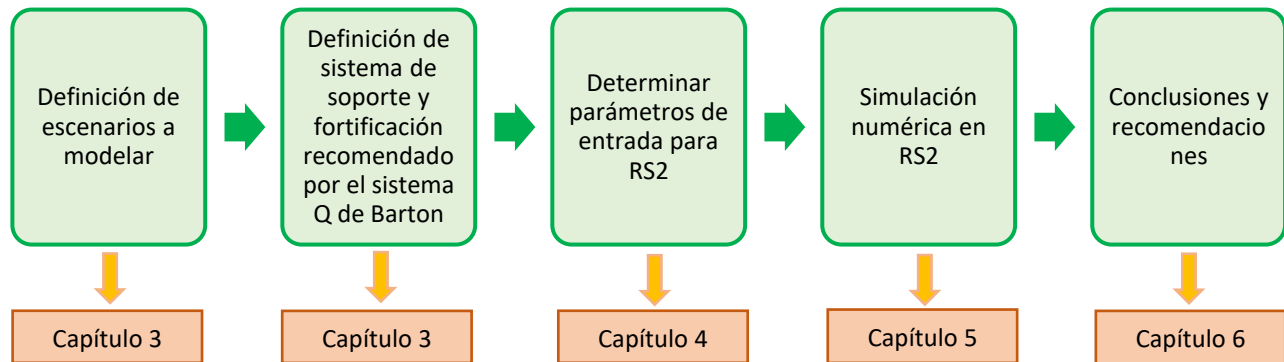 Definición de
escenarios a
modelar
Definición de
sistema de
soporte y
fortificación
recomendado
por el sistema
Q de Barton
Determinar
parámetros de
entrada para
RS2
Simulación
numérica en
RS2
Conclusiones y
recomendacio
nes
Capítulo 3
Capítulo 3
Capítulo 4
Capítulo 5
Capítulo 6